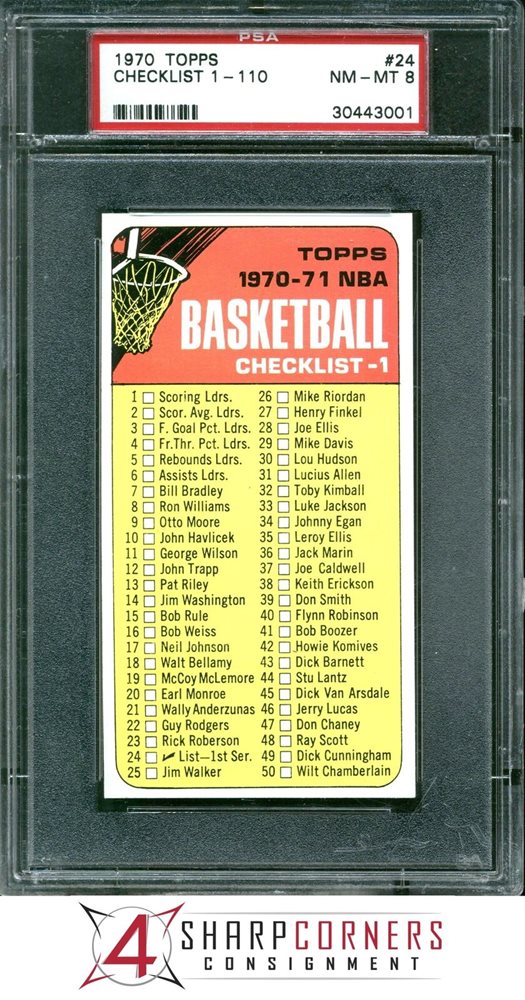 PSA
1970 TOPPS #24
CHECKLIST 1-110 NM-MT 8
30443001
TOPPS
1970-71 NBA
BASKETBALL
CHECKLIST-1
1 Scoring Ldrs.
2 Scor. Avg. Ldrs.
3 F. Goal Pct. Ldrs.
4 Fr.Thr. Pct. Ldrs.
5 Rebounds Ldrs.
6 Assists Ldrs.
7 Bill Bradley
8 Ron Williams
9 Otto Moore
10 John Havlicek
11 George Wilson
12 John Trapp
13 Pat Riley
14 Jim Washington
15 Bob Rule
16 Bob Weiss
17 Neil Johnson
18 Walt Bellamy
19 McCoy McLemore
20 Earl Monroe
21 Wally Anderzunas
22 Guy Rodgers
23 Rick Roberson
24 List-1st Ser.
25 Jim Walker
26 Mike Riordan
27 Henry Finkel
28 Joe Ellis
29 Mike Davis
30 Lou Hudson
31 Lucius Allen
32 Toby Kimball
33 Luke Jackson
34 Johnny Egan
35 Leroy Ellis
36 Jack Marin
37 Joe Caldwell
38 Keith Erickson
39 Don Smith
40 Flynn Robinson
41 Bob Boozer
42 Howie Komives
43 Dick Barnett
44 Stu Lantz
45 Dick Van Arsdale
46 Jerry Lucas
47 Don Chaney
48 Ray Scott
49 Dick Cunningham
50 Wilt Chamberlain
4 SHARPCORNERS
CONSIGNMENT